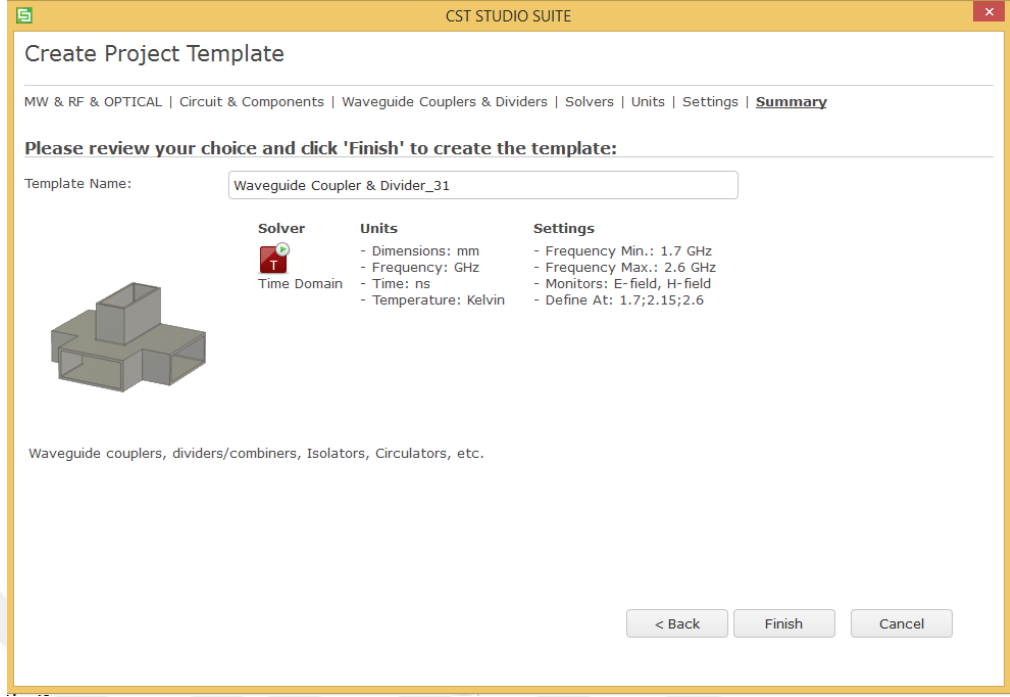 CST STUDIO SUITE
Create Project Template
MW & RF & OPTICAL | Circuit & Components | Waveguide Couplers & Dividers | Solvers | Units | Settings | Summary
Please review your choice and click 'Finish' to create the template:
Template Name: Waveguide Coupler & Divider_31
Solver Units Settings
- Dimensions: mm - Frequency Min.: 1.7 GHz
T - Frequency: GHz - Frequency Max.: 2.6 GHz
Time Domain - Time: ns - Monitors: E-field, H-field
- Temperature: Kelvin - Define At: 1.7;2.15;2.6
Waveguide couplers, dividers/combiners, Isolators, Circulators, etc.
< Back Finish Cancel